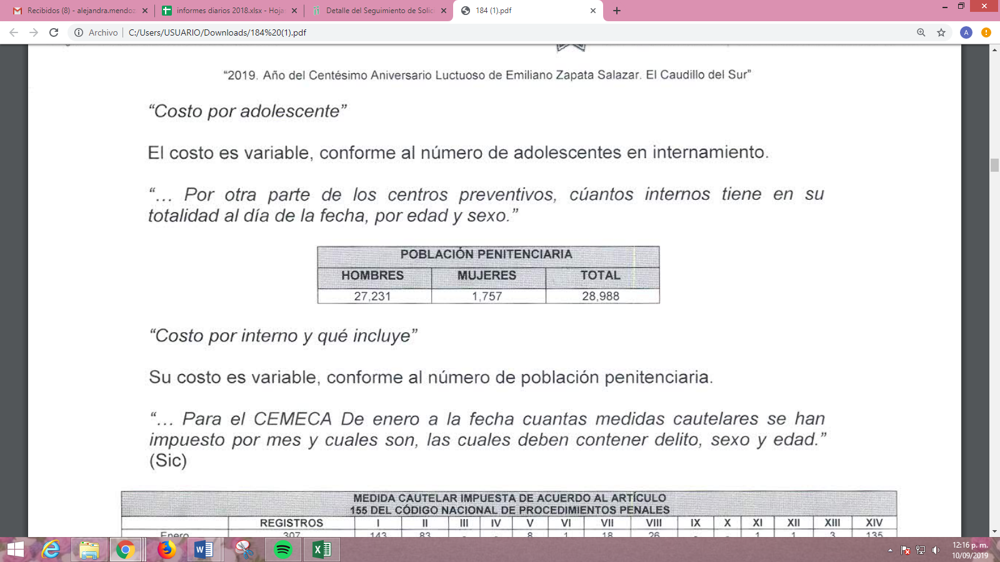 Recibidos (8) - alejandra.mendoz
informes diarios 2018.xlsx - Hoja
Detalle del Seguimiento de Solici
184 (1).pdf
Archivo
C:/Users/USUARIO/Downloads/184%20(1).pdf
A
“2019. Año del Centésimo Aniversario Luctuoso de Emiliano Zapata Salazar. El Caudillo del Sur”
“Costo por adolescente”
El costo es variable, conforme al número de adolescentes en internamiento.
“… Por otra parte de los centros preventivos, cúantos internos tiene en su
totalidad al día de la fecha, por edad y sexo.”
POBLACIÓN PENITENCIARIA
HOMBRES MUJERES TOTAL
27,231 1,757 28,988
“Costo por interno y qué incluye”
Su costo es variable, conforme al número de población penitenciaria.
“… Para el CEMECA De enero a la fecha cuantas medidas cautelares se han
impuesto por mes y cuales son, las cuales deben contener delito, sexo y edad.”
(Sic)
MEDIDA CAUTELAR IMPUESTA DE ACUERDO AL ARTÍCULO
155 DEL CÓDIGO NACIONAL DE PROCEDIMIENTOS PENALES
REGISTROS I II III IV V VI VII VIII IX X XI XII XIII XIV
Enero 307 143 83 - - 8 1 18 26 - - 1 1 3 135
12:16 p. m.
10/09/2019